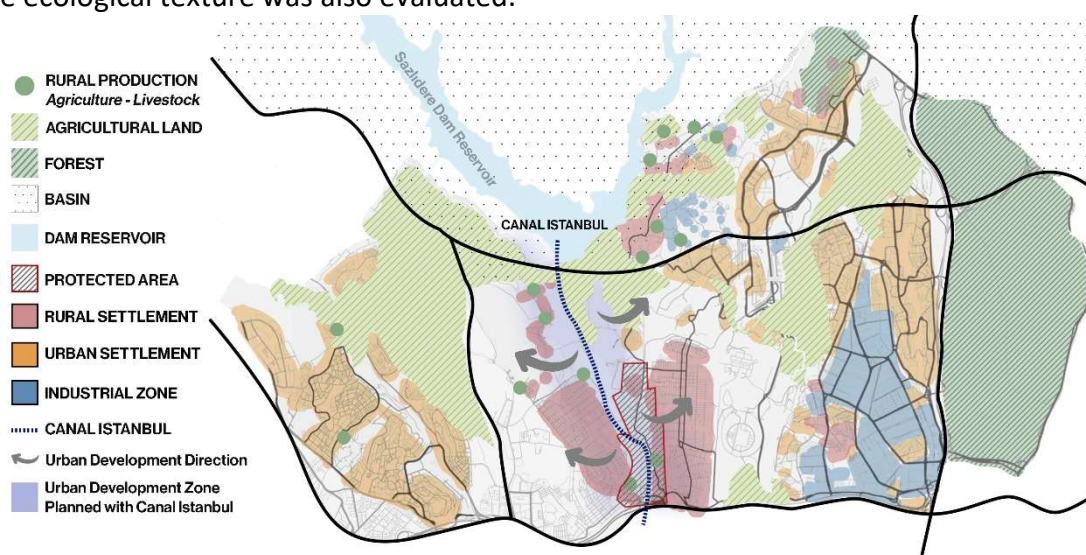 e ecological texture was also evaluated.
RURAL PRODUCTION
Agriculture - Livestock
AGRICULTURAL LAND
FOREST
BASIN
DAM RESERVOIR
PROTECTED AREA
RURAL SETTLEMENT
URBAN SETTLEMENT
INDUSTRIAL ZONE
CANAL ISTANBUL
Urban Development Direction
Urban Development Zone
Planned with Canal Istanbul
Sazlıdere Dam Reservoir
CANAL ISTANBUL